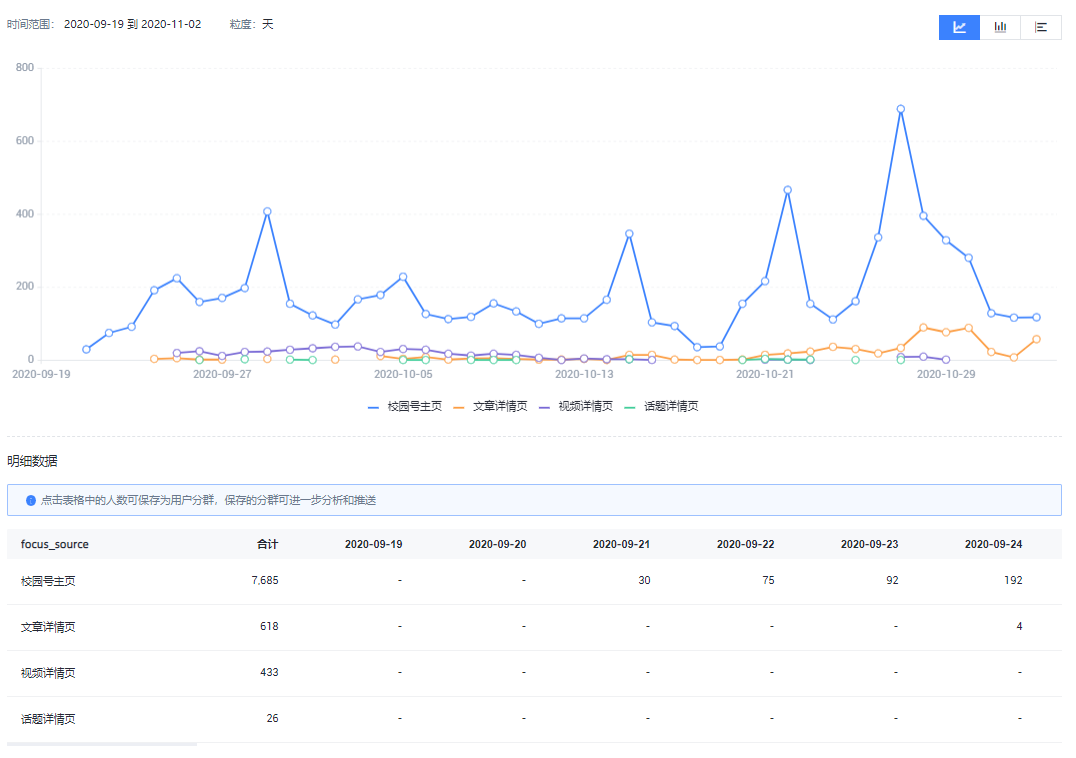 时间范围: 2020-09-19 到 2020-11-02 粒度: 天
800
600
400
200
0
2020-09-19 2020-09-27 2020-10-05 2020-10-13 2020-10-21 2020-10-29
校园号主页 文章详情页 视频详情页 话题详情页
明细数据
点击表格中的人数可保存为用户分群，保存的分群可进一步分析和推送
focus_source 合计 2020-09-19 2020-09-20 2020-09-21 2020-09-22 2020-09-23 2020-09-24
校园号主页 7,685 - - 30 75 92 192
文章详情页 618 - - - - - 4
视频详情页 433 - - - - - -
话题详情页 26 - - - - - -